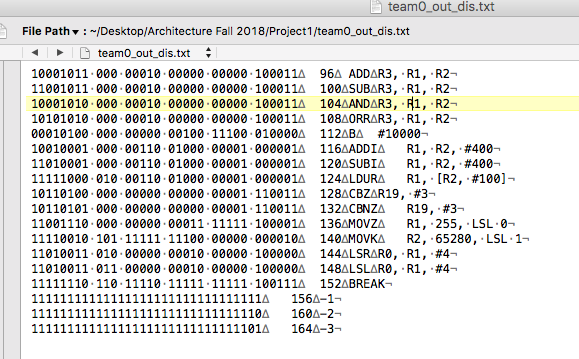 team0_out_dis.txt
File Path ▾ : ~/Desktop/Architecture Fall 2018/Project1/team0_out_dis.txt
team0_out_dis.txt
10001011·000·00010·00000·00000·100011Δ 96Δ ADDΔR3,·R1,·R2¬
11001011·000·00010·00000·00000·100011Δ 100ΔSUBΔR3,·R1,·R2¬
10001010·000·00010·00000·00000·100011Δ 104ΔANDΔR3,·R1,·R2¬
10101010·000·00010·00000·00000·100011Δ 108ΔORRΔR3,·R1,·R2¬
00010100·000·00000·00100·11100·010000Δ 112ΔBΔ #10000¬
10010001·000·00110·01000·00001·000001Δ 116ΔADDIΔ R1,·R2,·#400¬
11010001·000·00110·01000·00001·000001Δ 120ΔSUBIΔ R1,·R2,·#400¬
11111000·010·00110·01000·00001·000001Δ 124ΔLDURΔ R1,·[R2,·#100]¬
10110100·000·00000·00000·00001·110011Δ 128ΔCBZΔR19,·#3¬
10110101·000·00000·00000·00001·110011Δ 132ΔCBNZΔ R19,·#3¬
11001110·000·00000·00011·11111·100001Δ 136ΔMOVZΔ R1,·255,·LSL·0¬
11110010·101·11111·11100·00000·000010Δ 140ΔMOVKΔ R2,·65280,·LSL·1¬
11010011·010·00000·00010·00000·100000Δ 144ΔLSRΔR0,·R1,·#4¬
11010011·011·00000·00010·00000·100000Δ 148ΔLSLΔR0,·R1,·#4¬
11111110·110·11110·11111·11111·100111Δ 152ΔBREAK¬
11111111111111111111111111111111Δ 156Δ-1¬
11111111111111111111111111111110Δ 160Δ-2¬
11111111111111111111111111111101Δ 164Δ-3¬